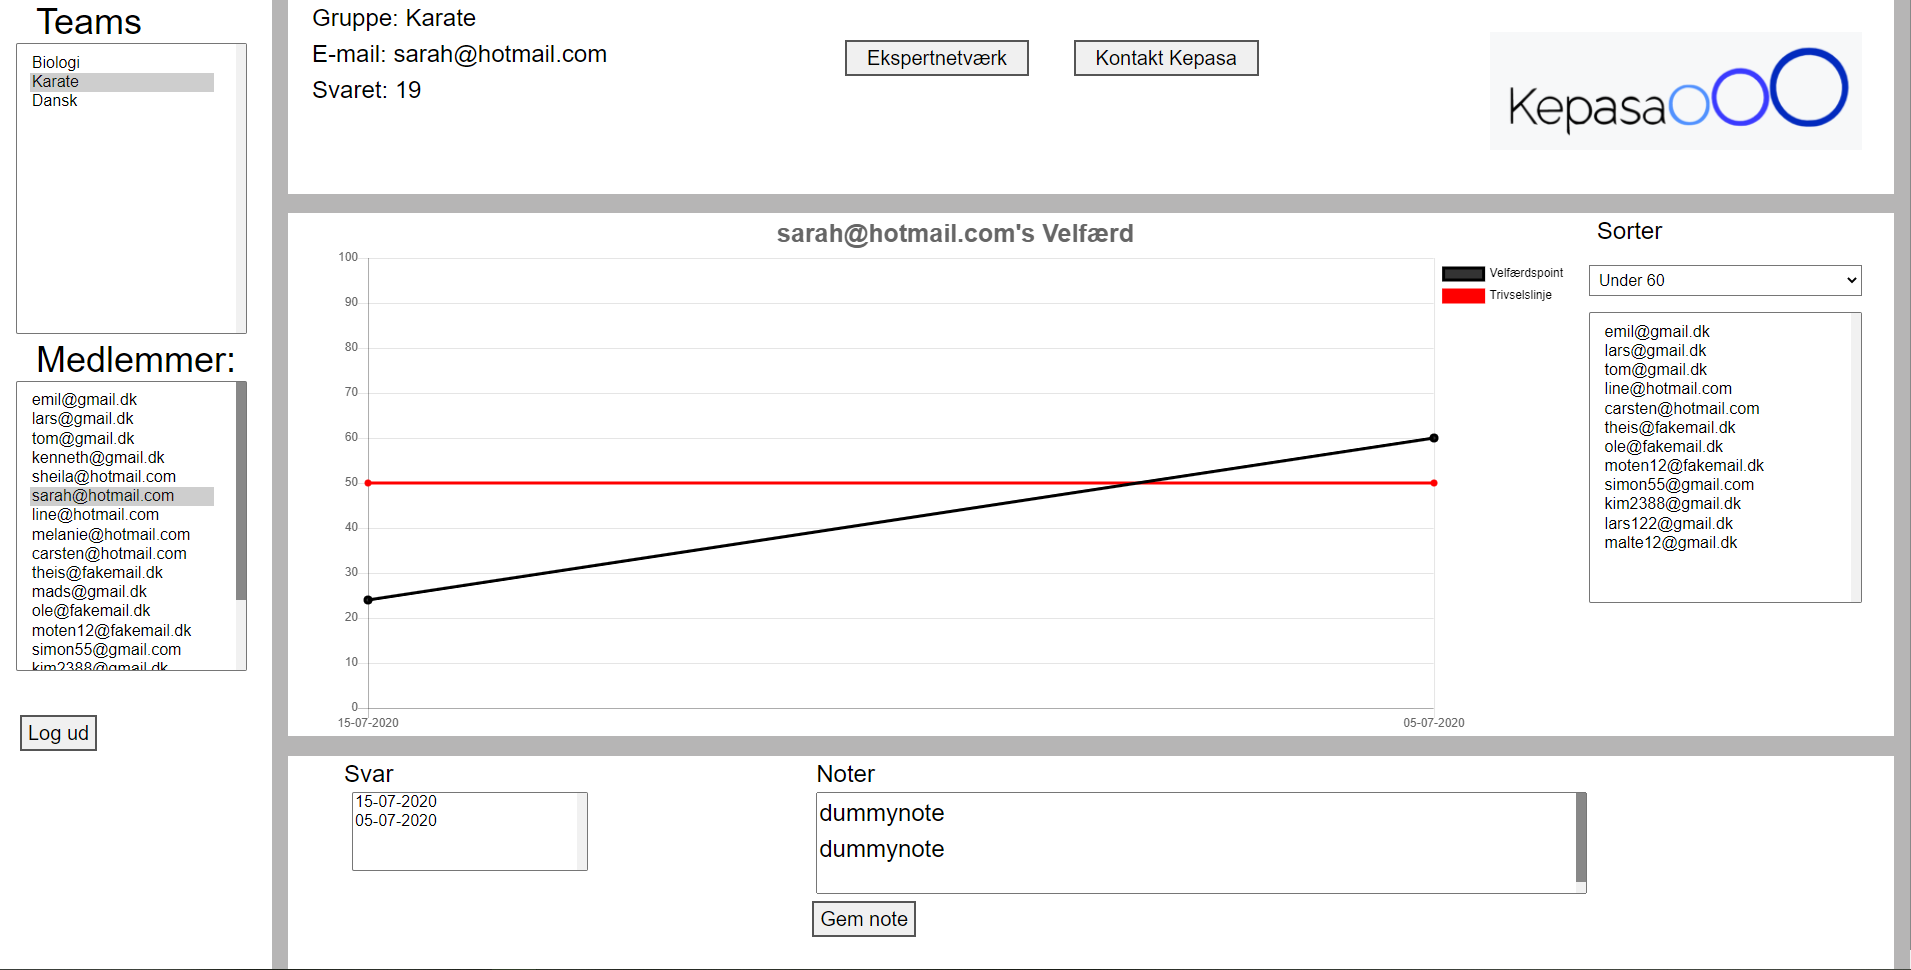 Teams
Biologi
Karate
Dansk
Medlemmer:
emil@gmail.dk
lars@gmail.dk
tom@gmail.dk
kenneth@gmail.dk
sheila@hotmail.com
sarah@hotmail.com
line@hotmail.com
melanie@hotmail.com
carsten@hotmail.com
theis@fakemail.dk
mads@gmail.dk
ole@fakemail.dk
moten12@fakemail.dk
simon55@gmail.com
kim2388@gmail.dk
Log ud
Gruppe: Karate
E-mail: sarah@hotmail.com
Svaret: 19
Ekspertnetværk
Kontakt Kepasa
Kepasa
sarah@hotmail.com's Velfærd
100
90
80
70
60
50
40
30
20
10
0
15-07-2020
05-07-2020
Velfærdspoint
Trivselslinje
Sorter
Under 60
emil@gmail.dk
lars@gmail.dk
tom@gmail.dk
line@hotmail.com
carsten@hotmail.com
theis@fakemail.dk
ole@fakemail.dk
moten12@fakemail.dk
simon55@gmail.com
kim2388@gmail.dk
lars122@gmail.dk
malte12@gmail.dk
Svar
15-07-2020
05-07-2020
Noter
dummynote
dummynote
Gem note